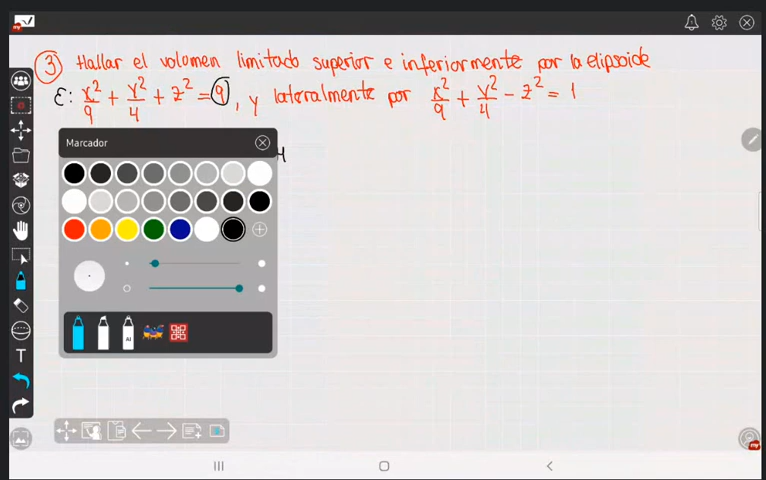 ③ Hallar el volumen limitado superior e inferiormente por la elipsoide
ε: x²/9 + y²/4 + z² = 9, y lateralmente por x²/9 + y²/4 - z² = 1
Marcador
AI
T